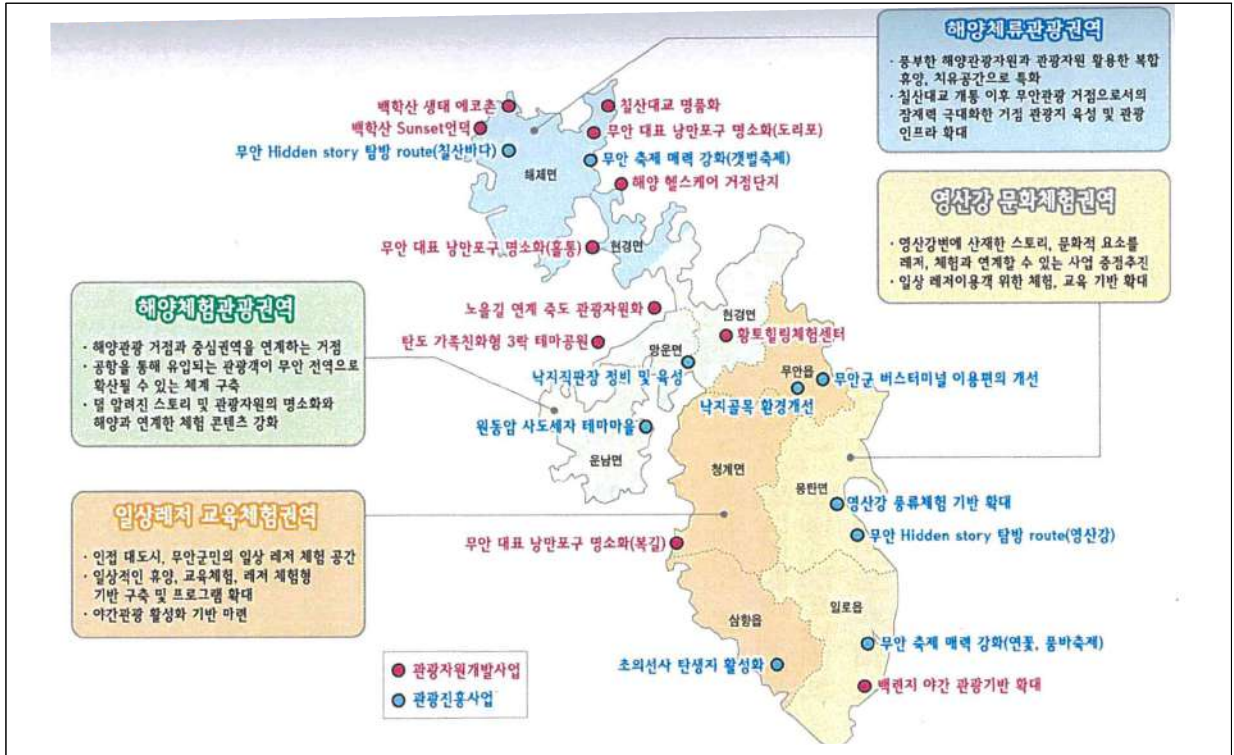 해양체류관광권역
· 풍부한 해양관광자원과 관광자원 활용한 복합
휴양, 치유공간으로 특화
· 칠산대교 개통 이후 무안관광 거점으로서의
잠재력 극대화한 거점 관광지 육성 및 관광
인프라 확대
백학산 생태 에코촌
칠산대교 명품화
백학산 Sunset언덕
무안 대표 낭만포구 명소화(도리포)
무안 Hidden story 탐방 route(칠산바다)
무안 축제 매력 강화(갯벌축제)
해제면
해양 헬스케어 거점단지
무안 대표 낭만포구 명소화(홀통)
현경면
영산강 문화체험권역
· 영산강변에 산재한 스토리, 문화적 요소를
레저, 체험과 연계할 수 있는 사업 중점추진
· 일상 레저이용객 위한 체험, 교육 기반 확대
해양체험관광권역
· 해양관광 거점과 중심권역을 연계하는 거점
· 공항을 통해 유입되는 관광객이 무안 전역으로
확산될 수 있는 체계 구축
· 덜 알려진 스토리 및 관광자원의 명소화와
해양과 연계한 체험 콘텐츠 강화
노을길 연계 죽도 관광자원화
현경면
탄도 가족친화형 3락 테마공원
황토힐링체험센터
망운면
낙지직판장 정비 및 육성
무안읍
무안군 버스터미널 이용편의 개선
낙지골목 환경개선
원동암 사도세자 테마마을
운남면
청계면
몽탄면
영산강 풍류체험 기반 확대
무안 Hidden story 탐방 route(영산강)
일상레저 교육체험권역
· 인접 대도시, 무안군민의 일상 레저 체험 공간
· 일상적인 휴양, 교육체험, 레저 체험형
기반 구축 및 프로그램 확대
· 야간관광 활성화 기반 마련
무안 대표 낭만포구 명소화(복길)
삼향읍
일로읍
무안 축제 매력 강화(연꽃, 품바축제)
초의선사 탄생지 활성화
백련지 야간 관광기반 확대
관광자원개발사업
관광진흥사업